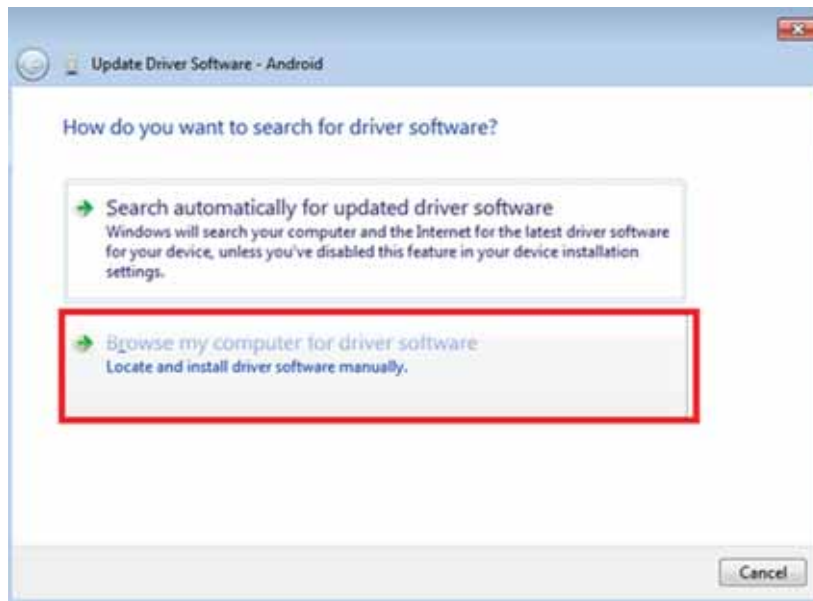 Update Driver Software - Android
How do you want to search for driver software?
Search automatically for updated driver software
Windows will search your computer and the Internet for the latest driver software
for your device, unless you've disabled this feature in your device installation
settings.
Browse my computer for driver software
Locate and install driver software manually.
Cancel